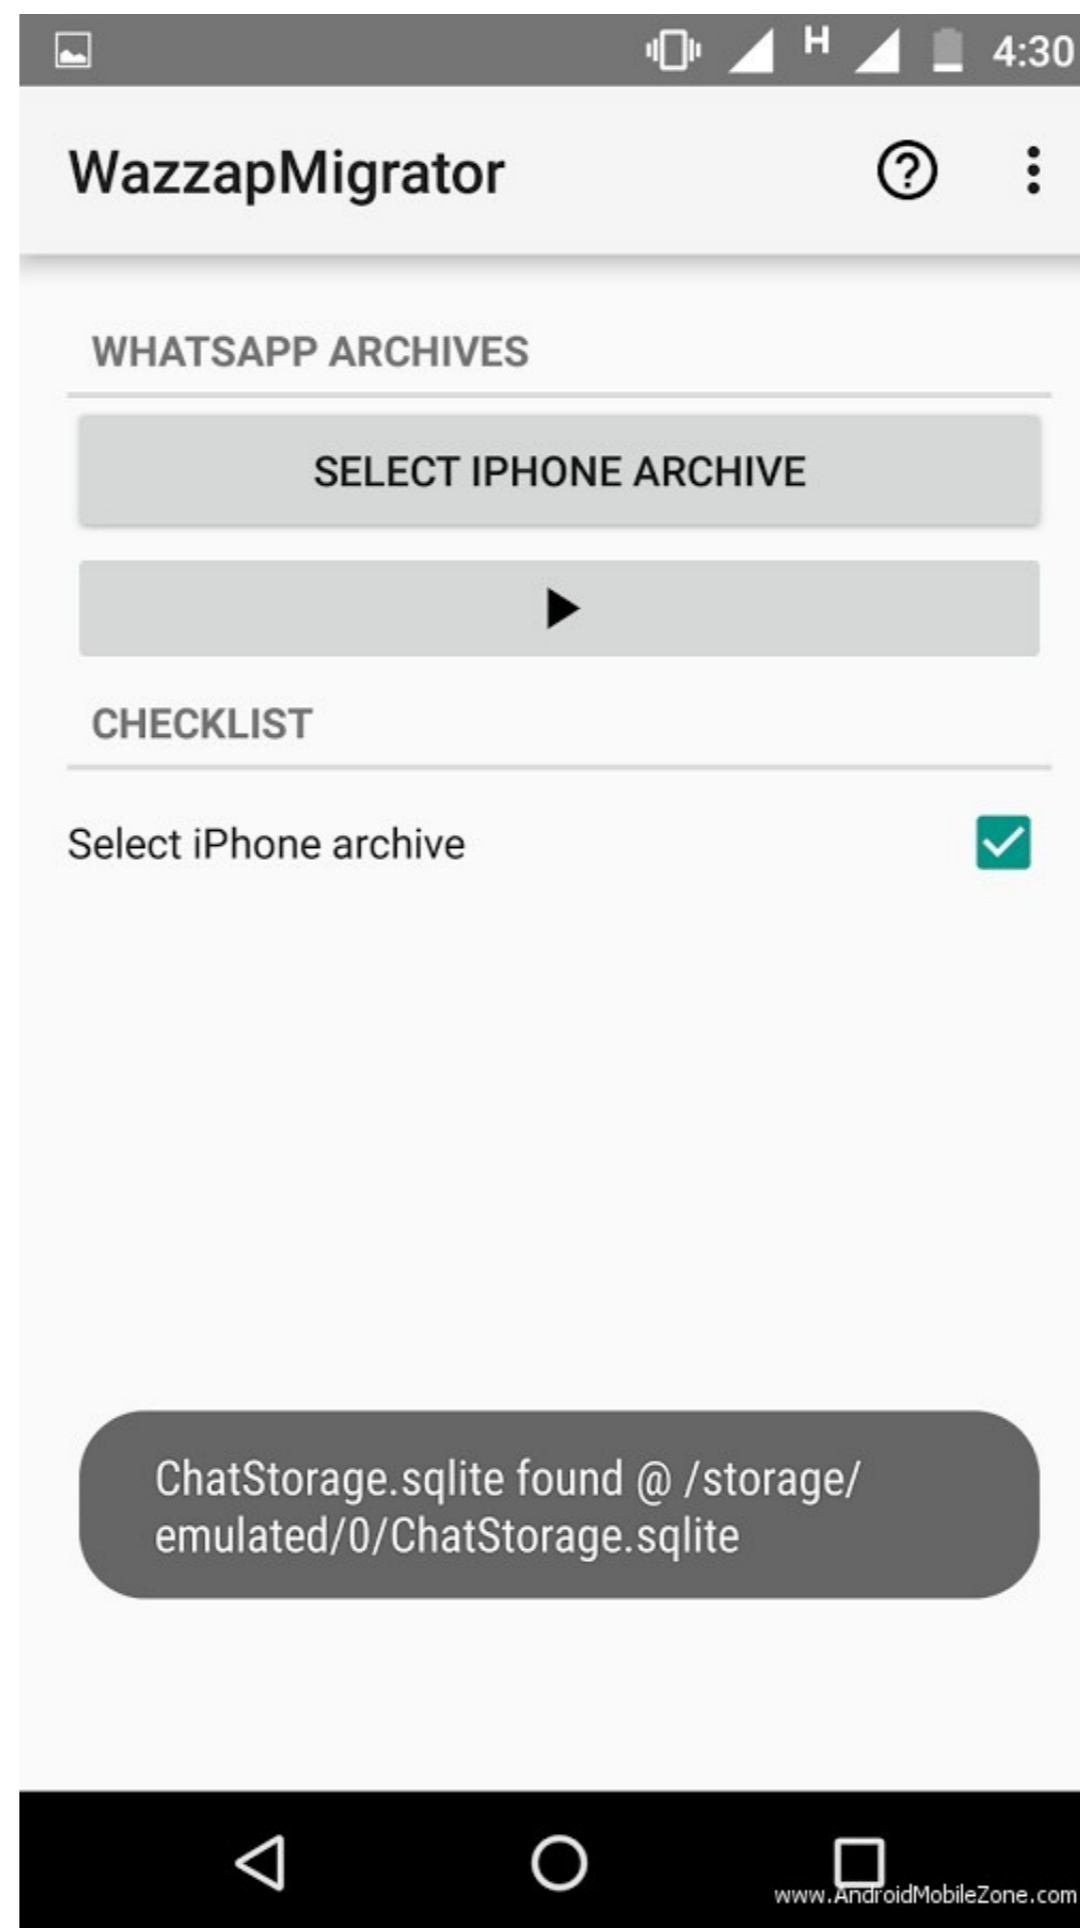 H 4:30
WazzapMigrator
WHATSAPP ARCHIVES
SELECT IPHONE ARCHIVE
CHECKLIST
Select iPhone archive
ChatStorage.sqlite found @ /storage/
emulated/0/ChatStorage.sqlite
www.AndroidMobileZone.com